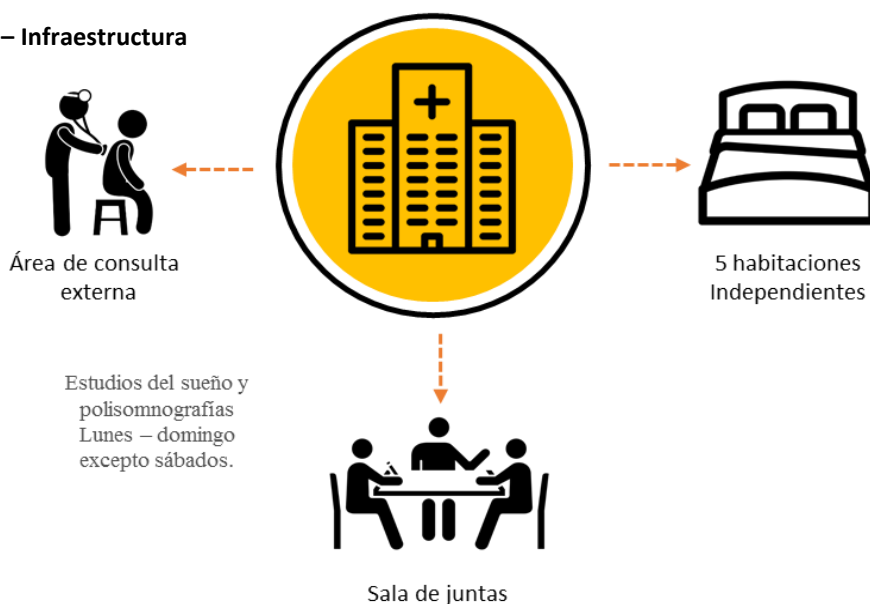 – Infraestructura
Área de consulta
externa
5 habitaciones
Independientes
Estudios del sueño y
polisomnografías
Lunes – domingo
excepto sábados.
Sala de juntas